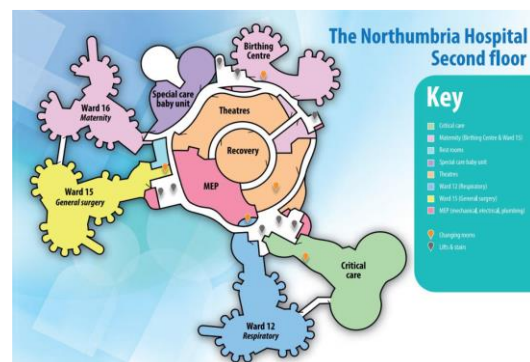 The Northumbria Hospital
Second floor
Key
Critical care
Maternity (Birthing Centre & Ward 15)
Rest rooms
Special care baby unit
Theatres
Ward 12 (Respiratory)
Ward 15 (General surgery)
MEP (mechanical, electrical, plumbing)
Changing rooms
Lifts & stairs
Birthing
Centre
Special care
baby unit
Ward 16
Maternity
Theatres
Recovery
MEP
Ward 15
General surgery
Critical
care
Ward 12
Respiratory